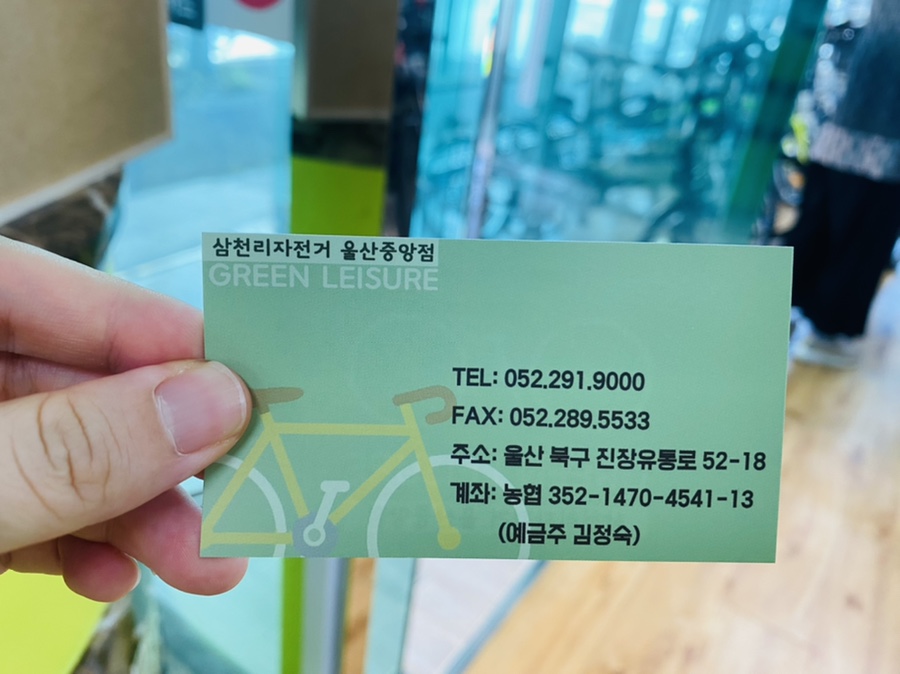 삼천리자전거 울산중앙점
GREEN LEISURE
TEL: 052.291.9000
FAX: 052.289.5533
주소: 울산 북구 진장유통로 52-18
계좌: 농협 352-1470-4541-13
(예금주 김정숙)